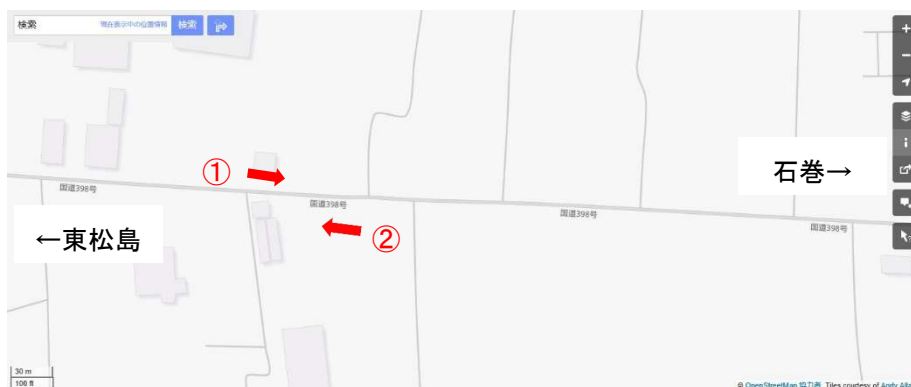 検索
現在表示中の位置情報
検索
①
国道398号
国道398号
国道398号
国道398号
石巻→
←東松島
②
30 m
100 ft
© OpenStreetMap 協力者, Tiles courtesy of Andy Alla